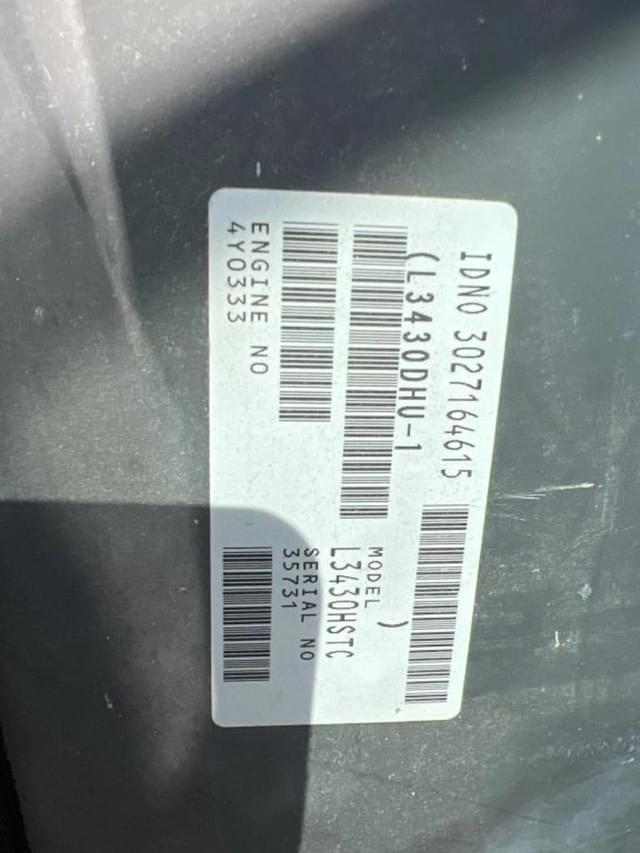 IDNO 3027164615
(L3430DHU-1 )
MODEL
L3430HSTC
ENGINE NO
4Y0333
SERIAL NO
35731